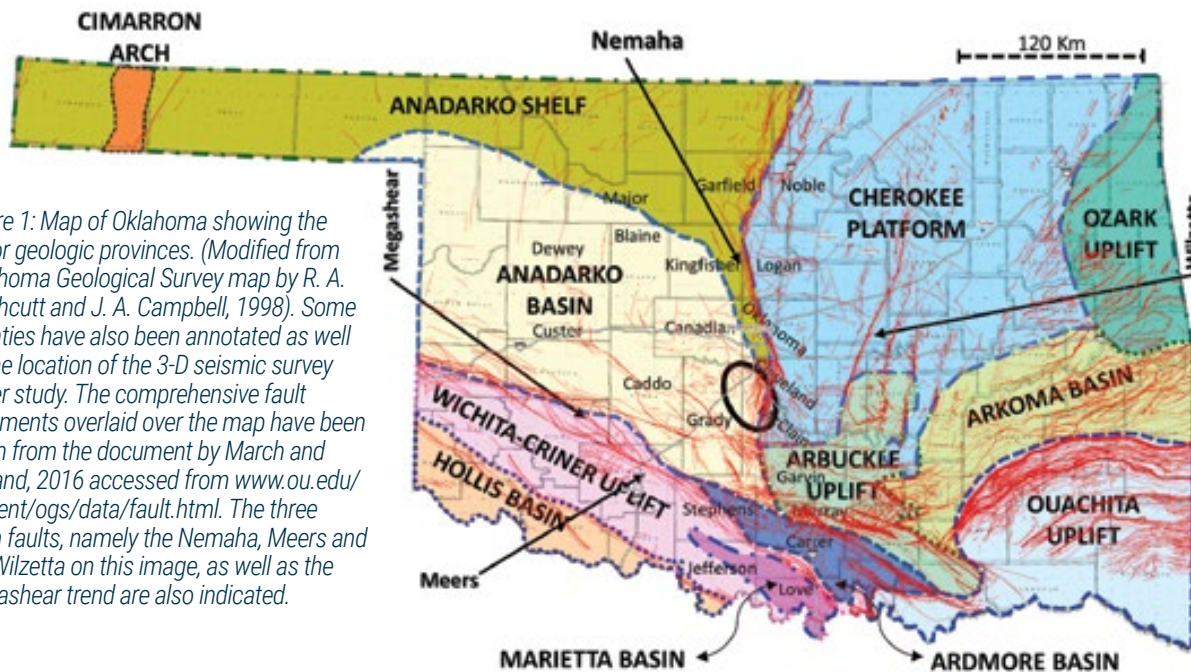 CIMARRON
ARCH
Nemaha
120 Km
ANADARKO SHELF
Megashear
Major
Garfield
Noble
CHEROKEE
PLATFORM
OZARK
UPLIFT
re 1: Map of Oklahoma showing the
or geologic provinces. (Modified from
homa Geological Survey map by R. A.
hcutt and J. A. Campbell, 1998). Some
ties have also been annotated as well
e location of the 3-D seismic survey
er study. The comprehensive fault
ments overlaid over the map have been
n from the document by March and
and, 2016 accessed from www.ou.edu/
ent/ogs/data/fault.html. The three
faults, namely the Nemaha, Meers and
Wilzetta on this image, as well as the
ashear trend are also indicated.
Dewey
Blaine
Kingfisher
Logan
ANADARKO
BASIN
Custer
Canadian
Oklahoma
Cleveland
Caddo
Grady
McClain
ARKOMA BASIN
WICHITA-CRINER UPLIFT
HOLLIS BASIN
ARBUCKLE
Garvin
UPLIFT
Stephens
Murray
OUACHITA
UPLIFT
Carter
Meers
Jefferson
Love
MARIETTA BASIN
ARDMORE BASIN